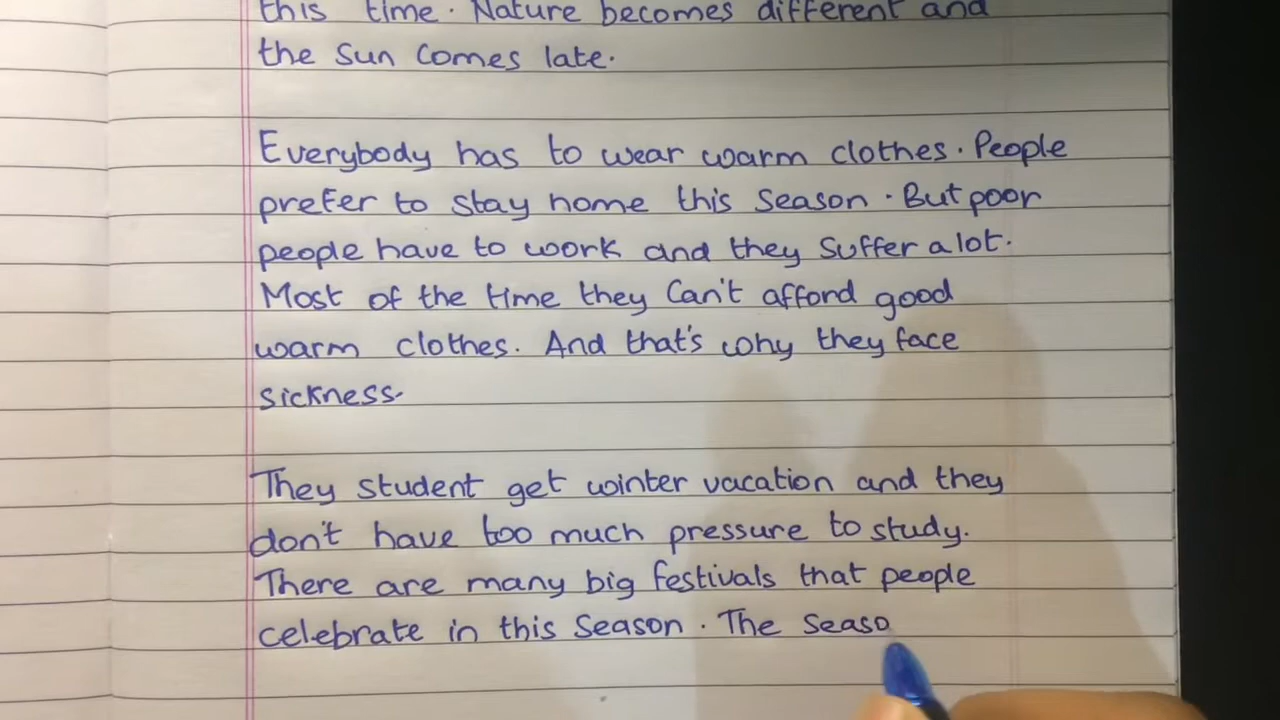 this time. Nature becomes different and
the sun comes late.
Everybody has to wear warm clothes. People
prefer to stay home this season. But poor
people have to work and they suffer a lot.
Most of the time they can't afford good
warm clothes. And that's why they face
sickness.
They student get winter vacation and they
don't have too much pressure to study.
There are many big festivals that people
celebrate in this season. The seaso